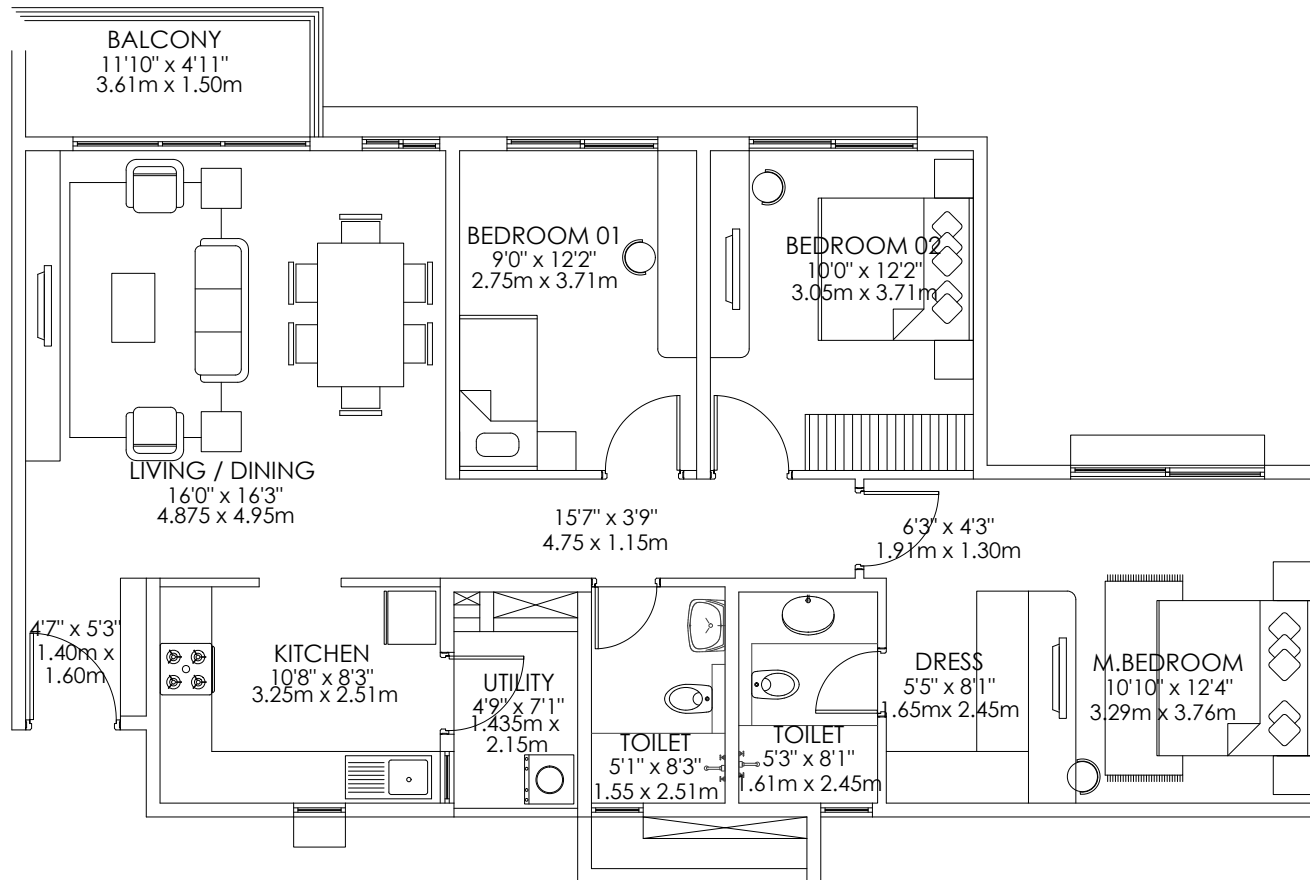 BALCONY
11'10" x 4'11"
3.61m x 1.50m
BEDROOM 01
9'0" x 12'2"
2.75m x 3.71m
BEDROOM 02
10'0" x 12'2"
3.05m x 3.71m
LIVING / DINING
16'0" x 16'3"
4.875 x 4.95m
15'7" x 3'9"
4.75 x 1.15m
6'3" x 4'3"
1.91m x 1.30m
4'7" x 5'3"
1.40m x
1.60m
KITCHEN
10'8" x 8'3"
3.25m x 2.51m
UTILITY
4'9" x 7'1"
1.435m x
2.15m
TOILET
5'1" x 8'3"
1.55 x 2.51m
TOILET
5'3" x 8'1"
1.61m x 2.45m
DRESS
5'5" x 8'1"
1.65mx 2.45m
M.BEDROOM
10'10" x 12'4"
3.29m x 3.76m